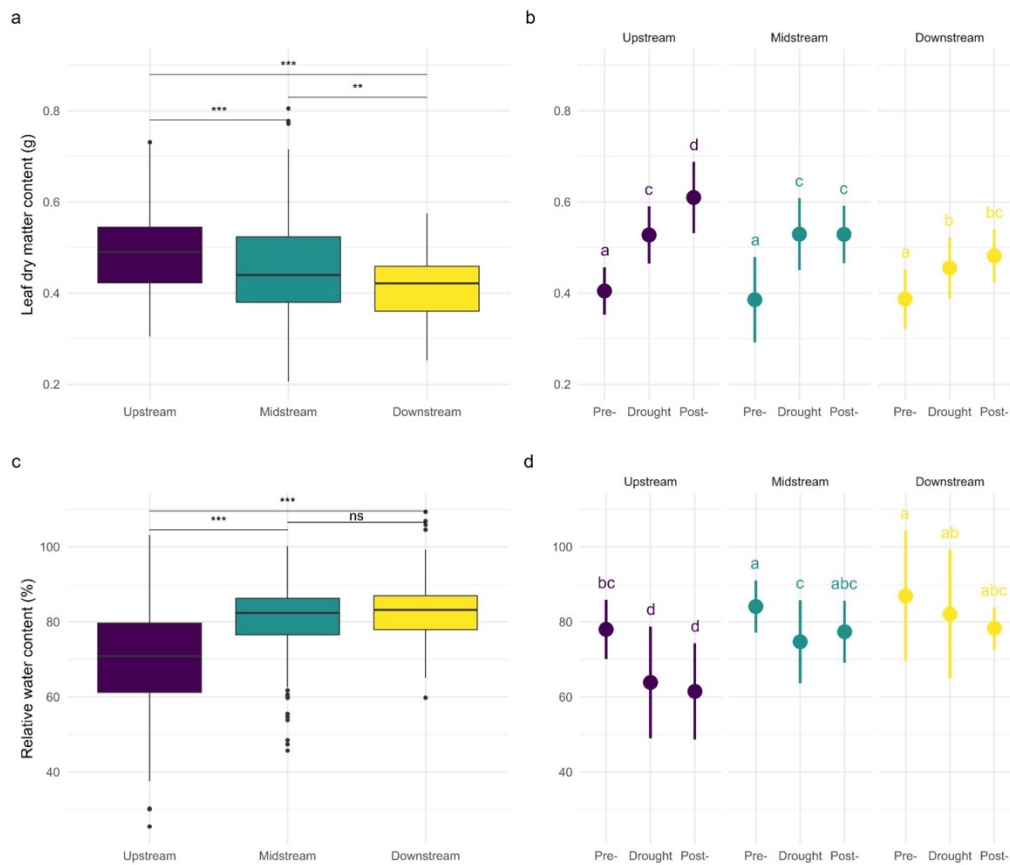 a
b
Upstream Midstream Downstream
***
***
**
Leaf dry matter content (g)
0.8
0.6
0.4
0.2
Upstream Midstream Downstream
0.8
0.6
0.4
0.2
a c d
a c c
a b bc
Pre- Drought Post- Pre- Drought Post- Pre- Drought Post-
c
d
Upstream Midstream Downstream
***
***
ns
Relative water content (%)
100
80
60
40
Upstream Midstream Downstream
100
80
60
40
bc d d
a c abc
a ab abc
Pre- Drought Post- Pre- Drought Post- Pre- Drought Post-